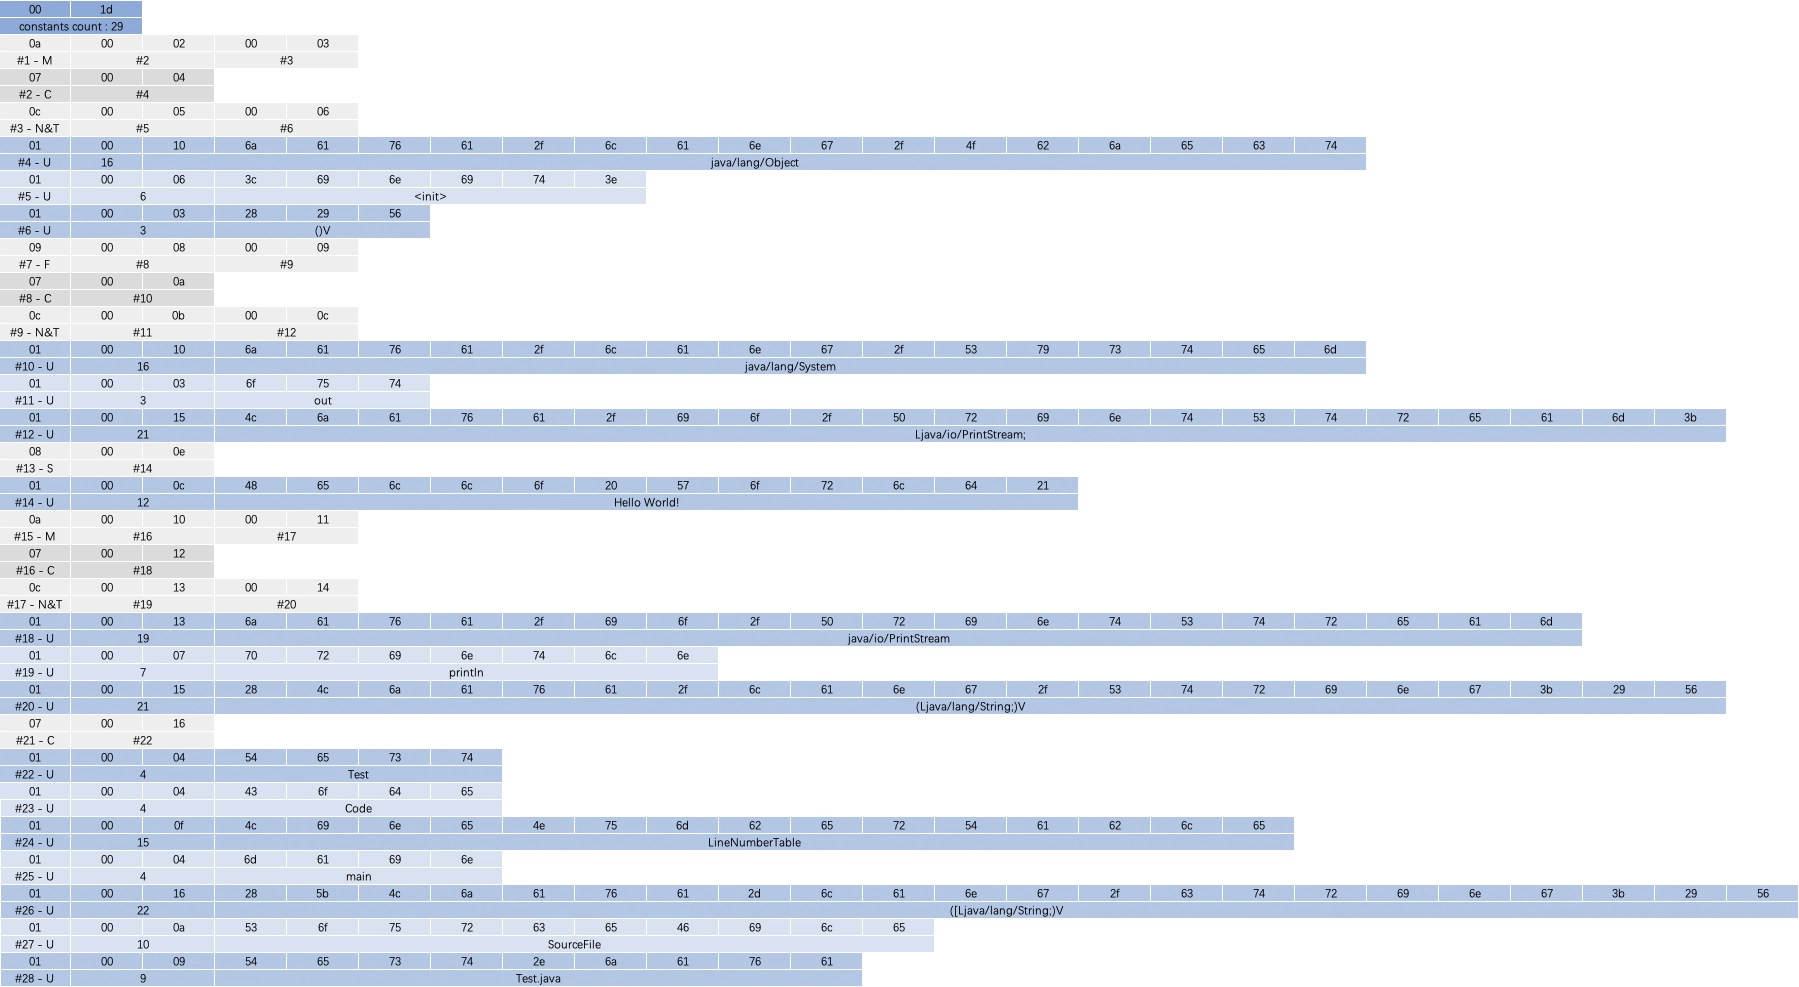 00 1d
constants count : 29
0a 00 02 00 03
#1 - M #2 #3
07 00 04
#2 - C #4
0c 00 05 00 06
#3 - N&T #5 #6
01 00 10 6a 61 76 61 2f 6c 61 6e 67 2f 4f 62 6a 65 63 74
#4 - U 16 java/lang/Object
01 00 06 3c 69 6e 69 74 3e
#5 - U 6 <init>
01 00 03 28 29 56
#6 - U 3 ()V
09 00 08 00 09
#7 - F #8 #9
07 00 0a
#8 - C #10
0c 00 0b 00 0c
#9 - N&T #11 #12
01 00 10 6a 61 76 61 2f 6c 61 6e 67 2f 53 79 73 74 65 6d
#10 - U 16 java/lang/System
01 00 03 6f 75 74
#11 - U 3 out
01 00 15 4c 6a 61 76 61 2f 69 6f 2f 50 72 69 6e 74 53 74 72 65 61 6d 3b
#12 - U 21 Ljava/io/PrintStream;
08 00 0e
#13 - S #14
01 00 0c 48 65 6c 6c 6f 20 57 6f 72 6c 64 21
#14 - U 12 Hello World!
0a 00 10 00 11
#15 - M #16 #17
07 00 12
#16 - C #18
0c 00 13 00 14
#17 - N&T #19 #20
01 00 13 6a 61 76 61 2f 69 6f 2f 50 72 69 6e 74 53 74 72 65 61 6d
#18 - U 19 java/io/PrintStream
01 00 07 70 72 69 6e 74 6c 6e
#19 - U 7 println
01 00 15 28 4c 6a 61 76 61 2f 6c 61 6e 67 2f 53 74 72 69 6e 67 3b 29 56
#20 - U 21 (Ljava/lang/String;)V
07 00 16
#21 - C #22
01 00 04 54 65 73 74
#22 - U 4 Test
01 00 04 43 6f 64 65
#23 - U 4 Code
01 00 0f 4c 69 6e 65 4e 75 6d 62 65 72 54 61 62 6c 65
#24 - U 15 LineNumberTable
01 00 04 6d 61 69 6e
#25 - U 4 main
01 00 16 28 5b 4c 6a 61 76 61 2d 6c 61 6e 67 2f 63 74 72 69 6e 67 3b 29 56
#26 - U 22 ([Ljava/lang/String;)V
01 00 0a 53 6f 75 72 63 65 46 69 6c 65
#27 - U 10 SourceFile
01 00 09 54 65 73 74 2e 6a 61 76 61
#28 - U 9 Test.java